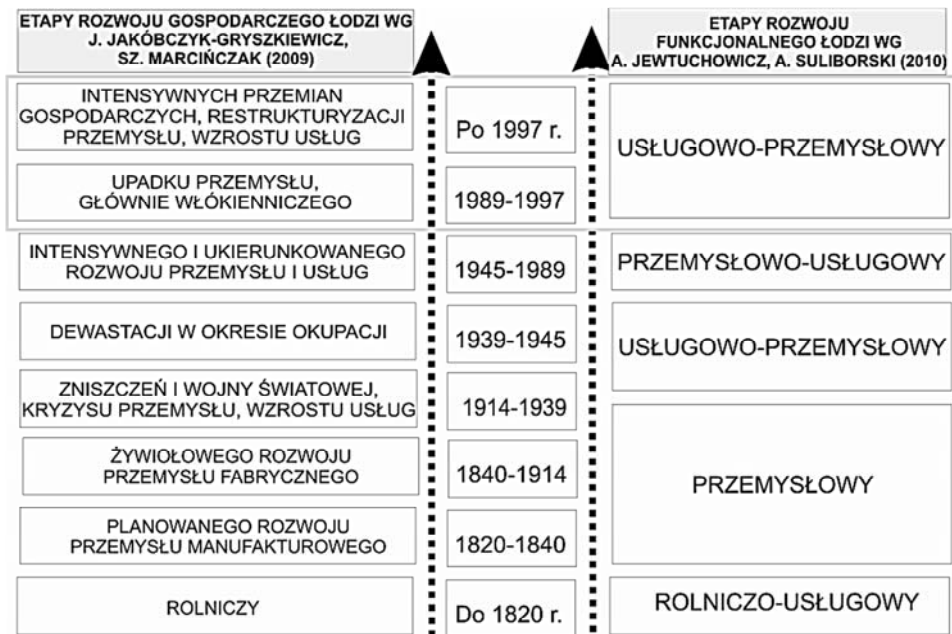 ETAPY ROZWOJU GOSPODARCZEGO ŁODZI WG
J. JAKÓBCZYK-GRYSZKIEWICZ,
SZ. MARCIŃCZAK (2009)
ETAPY ROZWOJU
FUNKCJONALNEGO ŁODZI WG
A. JEWTUCHOWICZ, A. SULIBORSKI (2010)
INTENSYWNYCH PRZEMIAN
GOSPODARCZYCH, RESTRUKTURYZACJI
PRZEMYSŁU, WZROSTU USŁUG
Po 1997 r.
USŁUGOWO-PRZEMYSŁOWY
UPADKU PRZEMYSŁU,
GŁÓWNIE WŁÓKIENNICZEGO
1989-1997
INTENSYWNEGO I UKIERUNKOWANEGO
ROZWOJU PRZEMYSŁU I USŁUG
1945-1989
PRZEMYSŁOWO-USŁUGOWY
DEWASTACJI W OKRESIE OKUPACJI
1939-1945
USŁUGOWO-PRZEMYSŁOWY
ZNISZCZEŃ I WOJNY ŚWIATOWEJ,
KRYZYSU PRZEMYSŁU, WZROSTU USŁUG
1914-1939
ŻYWIOŁOWEGO ROZWOJU
PRZEMYSŁU FABRYCZNEGO
1840-1914
PRZEMYSŁOWY
PLANOWANEGO ROZWOJU
PRZEMYSŁU MANUFAKTUROWEGO
1820-1840
ROLNICZY
Do 1820 r.
ROLNICZO-USŁUGOWY